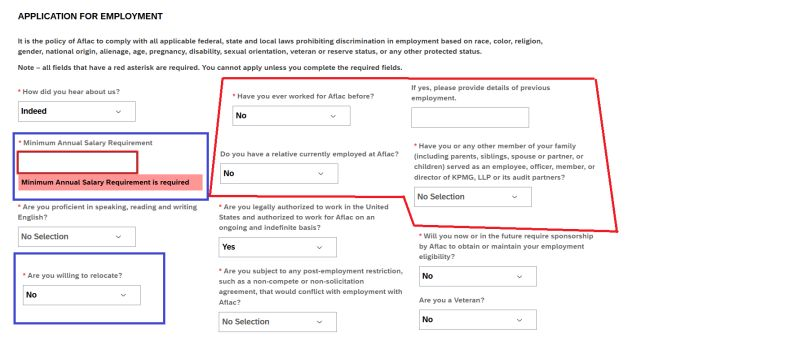 APPLICATION FOR EMPLOYMENT
It is the policy of Aflac to comply with all applicable federal, state and local laws prohibiting discrimination in employment based on race, color, religion,
gender, national origin, alienage, age, pregnancy, disability, sexual orientation, veteran or reserve status, or any other protected status.
Note – all fields that have a red asterisk are required. You cannot apply unless you complete the required fields.
* How did you hear about us?
Indeed
* Minimum Annual Salary Requirement
Minimum Annual Salary Requirement is required
* Are you proficient in speaking, reading and writing
English?
No Selection
* Are you willing to relocate?
No
* Have you ever worked for Aflac before?
No
Do you have a relative currently employed at Aflac?
No
* Are you legally authorized to work in the United
States and authorized to work for Aflac on an
ongoing and indefinite basis?
Yes
* Are you subject to any post-employment restriction,
such as a non-compete or non-solicitation
agreement, that would conflict with employment with
Aflac?
No Selection
If yes, please provide details of previous
employment.
* Have you or any other member of your family
(including parents, siblings, spouse or partner, or
children) served as an employee, officer, member, or
director of KPMG, LLP or its audit partners?
No Selection
* Will you now or in the future require sponsorship
by Aflac to obtain or maintain your employment
eligibility?
No
Are you a Veteran?
No